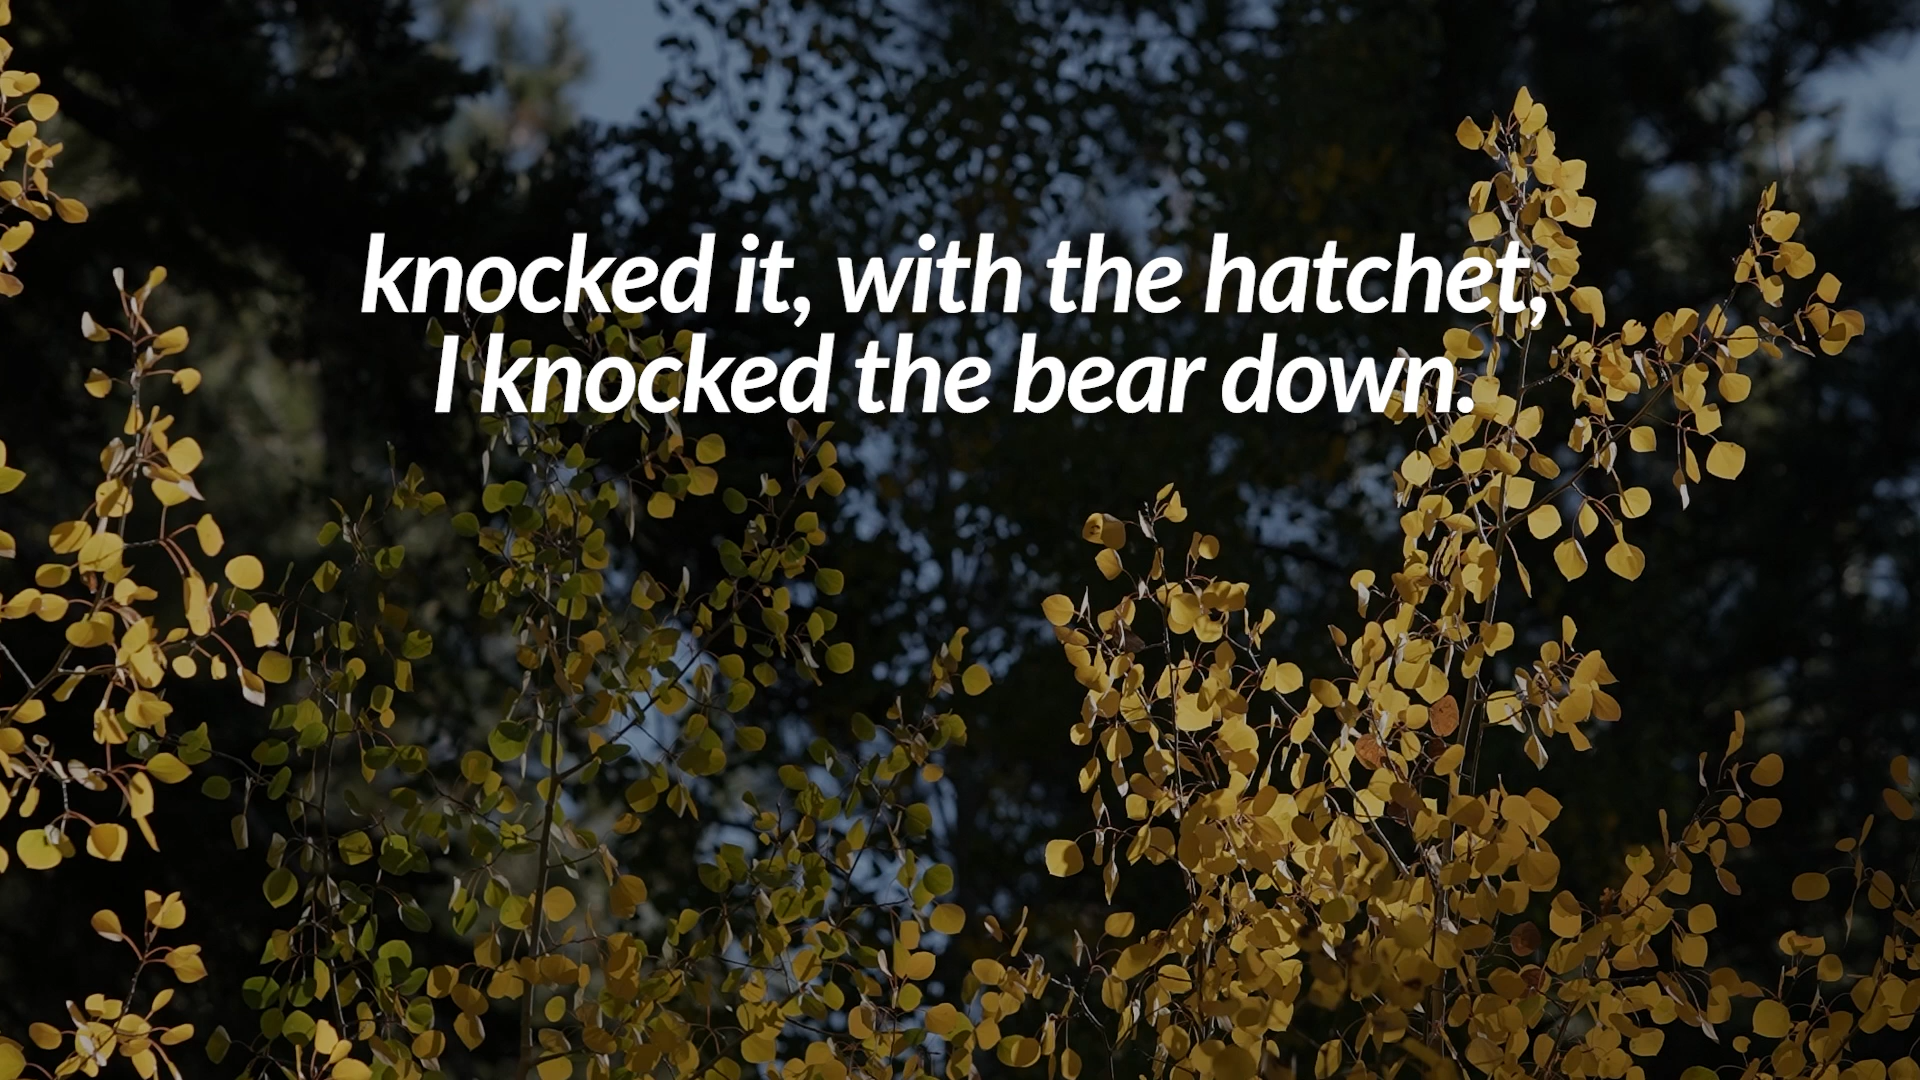 knocked it, with the hatchet,
I knocked the bear down.